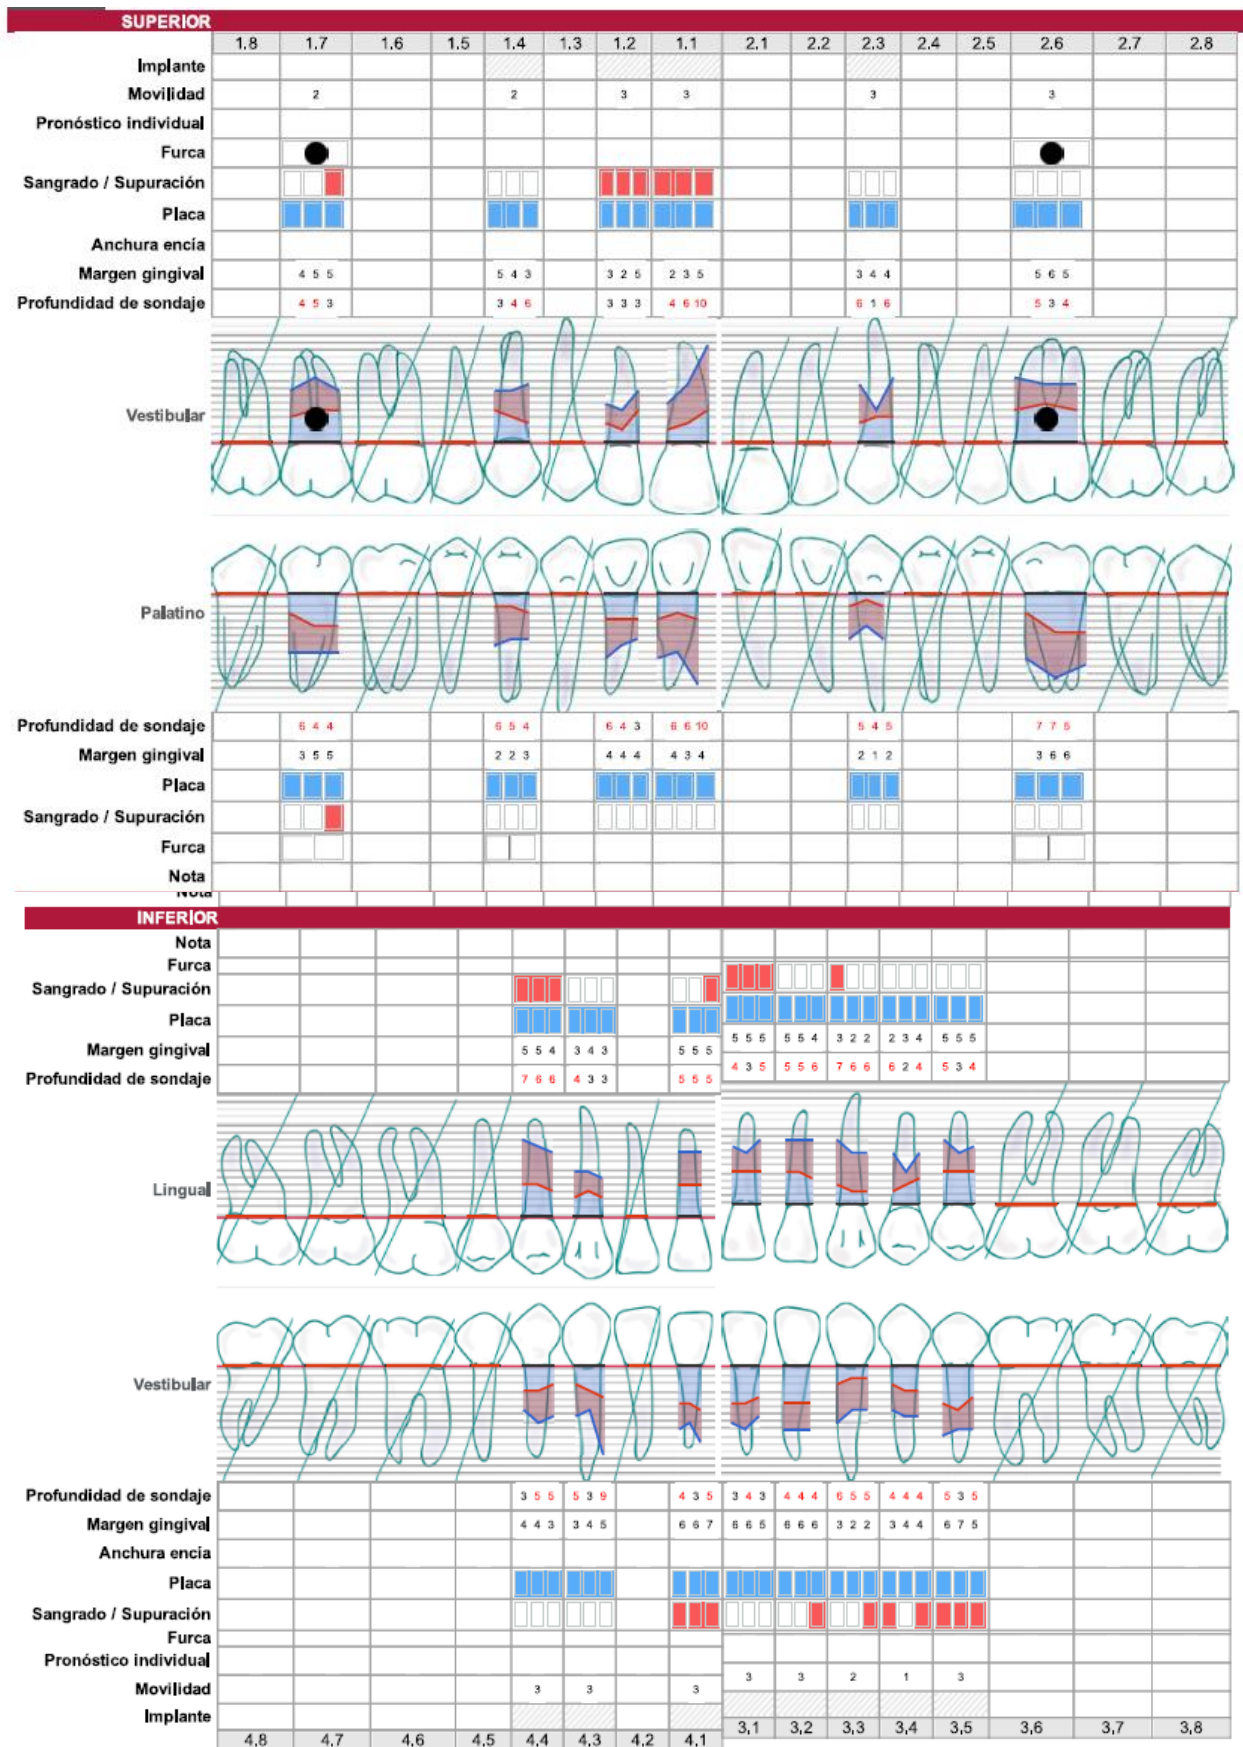 SUPERIOR
1.8 1.7 1.6 1.5 1.4 1.3 1.2 1.1 2.1 2.2 2.3 2.4 2.5 2.6 2.7 2.8
Implante
Movilidad 2 2 3 3 3 3
Pronóstico individual
Furca
Sangrado / Supuración
Placa
Anchura encía
Margen gingival 4 5 5 5 4 3 3 2 5 2 3 5 3 4 4 5 6 5
Profundidad de sondaje 4 5 3 3 4 6 3 3 3 4 6 10 6 1 6 5 3 4
Vestibular
Palatino
Profundidad de sondaje 6 4 4 6 5 4 6 4 3 6 6 10 5 4 5 7 7 5
Margen gingival 3 5 5 2 2 3 4 4 4 4 3 4 2 1 2 3 6 6
Placa
Sangrado / Supuración
Furca
Nota
Nota
INFERIOR
Nota
Furca
Sangrado / Supuración
Placa
Margen gingival 5 5 4 3 4 3 5 5 5 5 5 5 5 5 4 3 2 2 2 3 4 5 5 5
Profundidad de sondaje 7 6 6 4 3 3 5 5 5 4 3 5 5 5 6 7 6 6 6 2 4 5 3 4
Lingual
Vestibular
Profundidad de sondaje 3 5 5 5 3 9 4 3 5 3 4 3 4 4 4 6 5 5 4 4 4 5 3 5
Margen gingival 4 4 3 3 4 5 6 6 7 6 6 5 6 6 6 3 2 2 3 4 4 6 7 5
Anchura encía
Placa
Sangrado / Supuración
Furca
Pronóstico individual
Movilidad 3 3 3 3 3 2 1 3
Implante
4,8 4,7 4,6 4,5 4,4 4,3 4,2 4,1 3,1 3,2 3,3 3,4 3,5 3,6 3,7 3,8